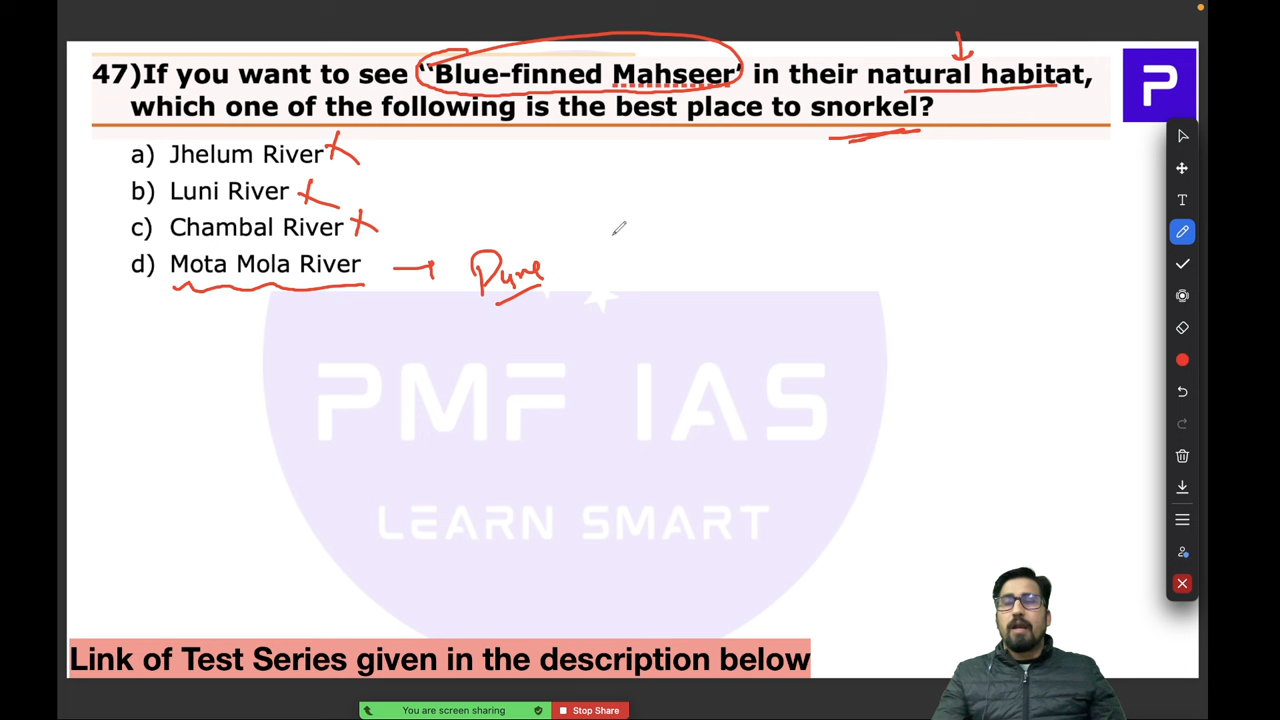 47)If you want to see ‘‘Blue-finned Mahseer‘ in their natural habitat,
which one of the following is the best place to snorkel?
P
a) Jhelum River
b) Luni River
c) Chambal River
d) Mota Mola River
Pune
PMF IAS
LEARN SMART
T
Link of Test Series given in the description below
You are screen sharing
Stop Share